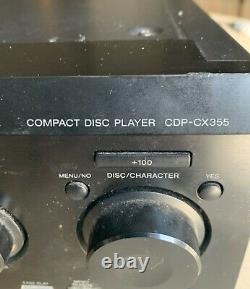 COMPACT DISC PLAYER CDP-CX355
+100
MENU/NO DISC/CHARACTER YES